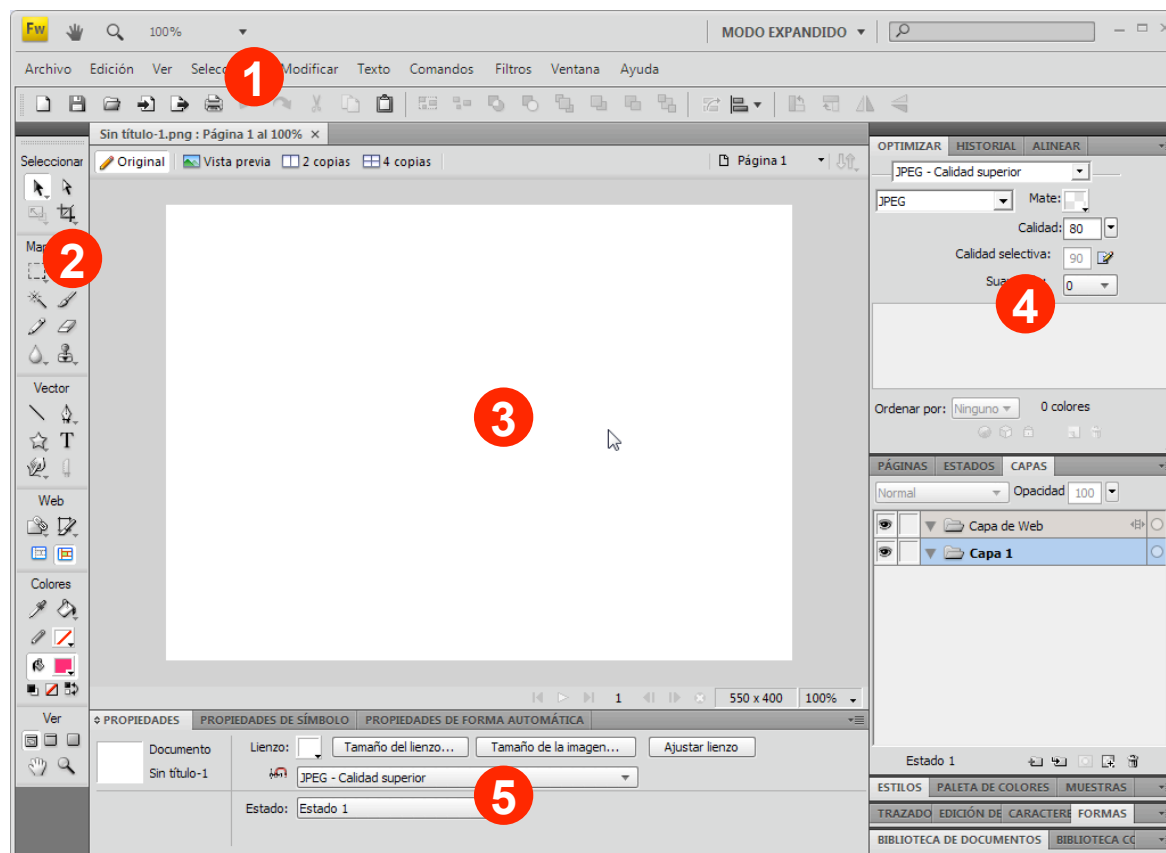 Fw 100% MODO EXPANDIDO
Archivo Edición Ver Modificar Texto Comandos Filtros Ventana Ayuda
1
Sin título-1.png : Página 1 al 100% ×
Seleccionar Original Vista previa 2 copias 4 copias Página 1
OPTIMIZAR HISTORIAL ALINEAR
JPEG - Calidad superior
JPEG Mate:
Calidad: 80
Calidad selectiva: 90
0
2
4
3
Vector
T
Ordenar por: Ninguno 0 colores
PÁGINAS ESTADOS CAPAS
Normal Opacidad 100
Web
Capa de Web
Capa 1
Colores
1 550 x 400 100%
Ver
PROPIEDADES PROPIEDADES DE SÍMBOLO PROPIEDADES DE FORMA AUTOMÁTICA
Documento Lienzo: Tamaño del lienzo... Tamaño de la imagen... Ajustar lienzo
Sin título-1 JPEG - Calidad superior
5
Estado: Estado 1
Estado 1
ESTILOS PALETA DE COLORES MUESTRAS
TRAZADO EDICIÓN DE FORMAS
BIBLIOTECA DE DOCUMENTOS BIBLIOTECA